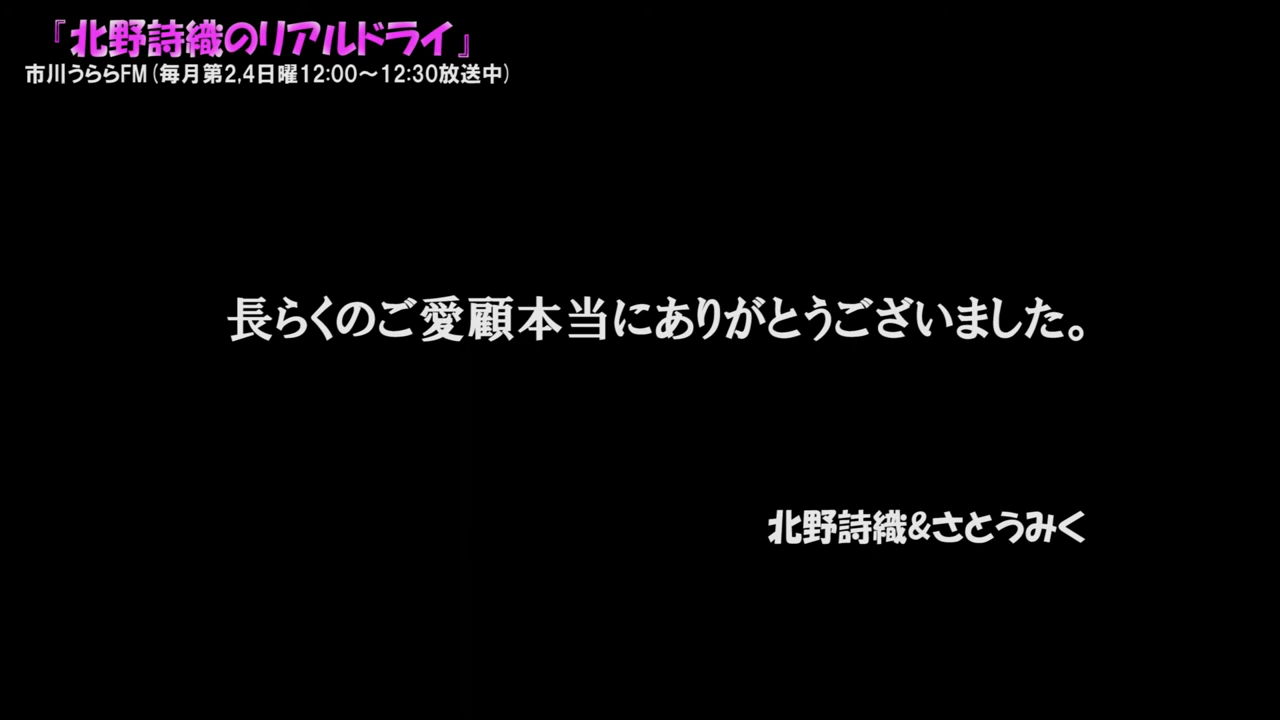 『北野詩織のリアルドライ』
市川うららFM(毎月第2,4日曜12:00～12:30放送中)
長らくのご愛顧本当にありがとうございました。
北野詩織&さとうみく